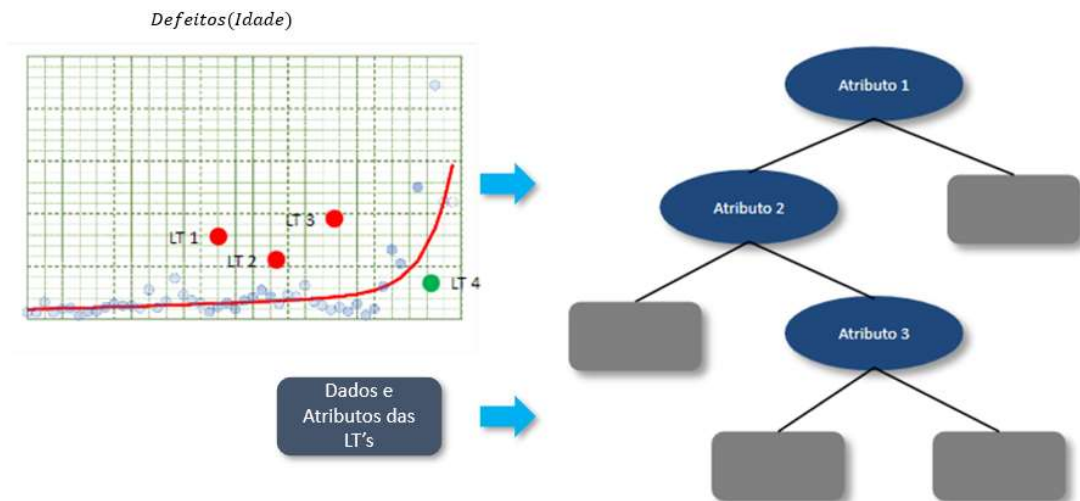 Defeitos(Idade)
LT 1
LT 2
LT 3
LT 4
Dados e
Atributos das
LT's
Atributo 1
Atributo 2
Atributo 3